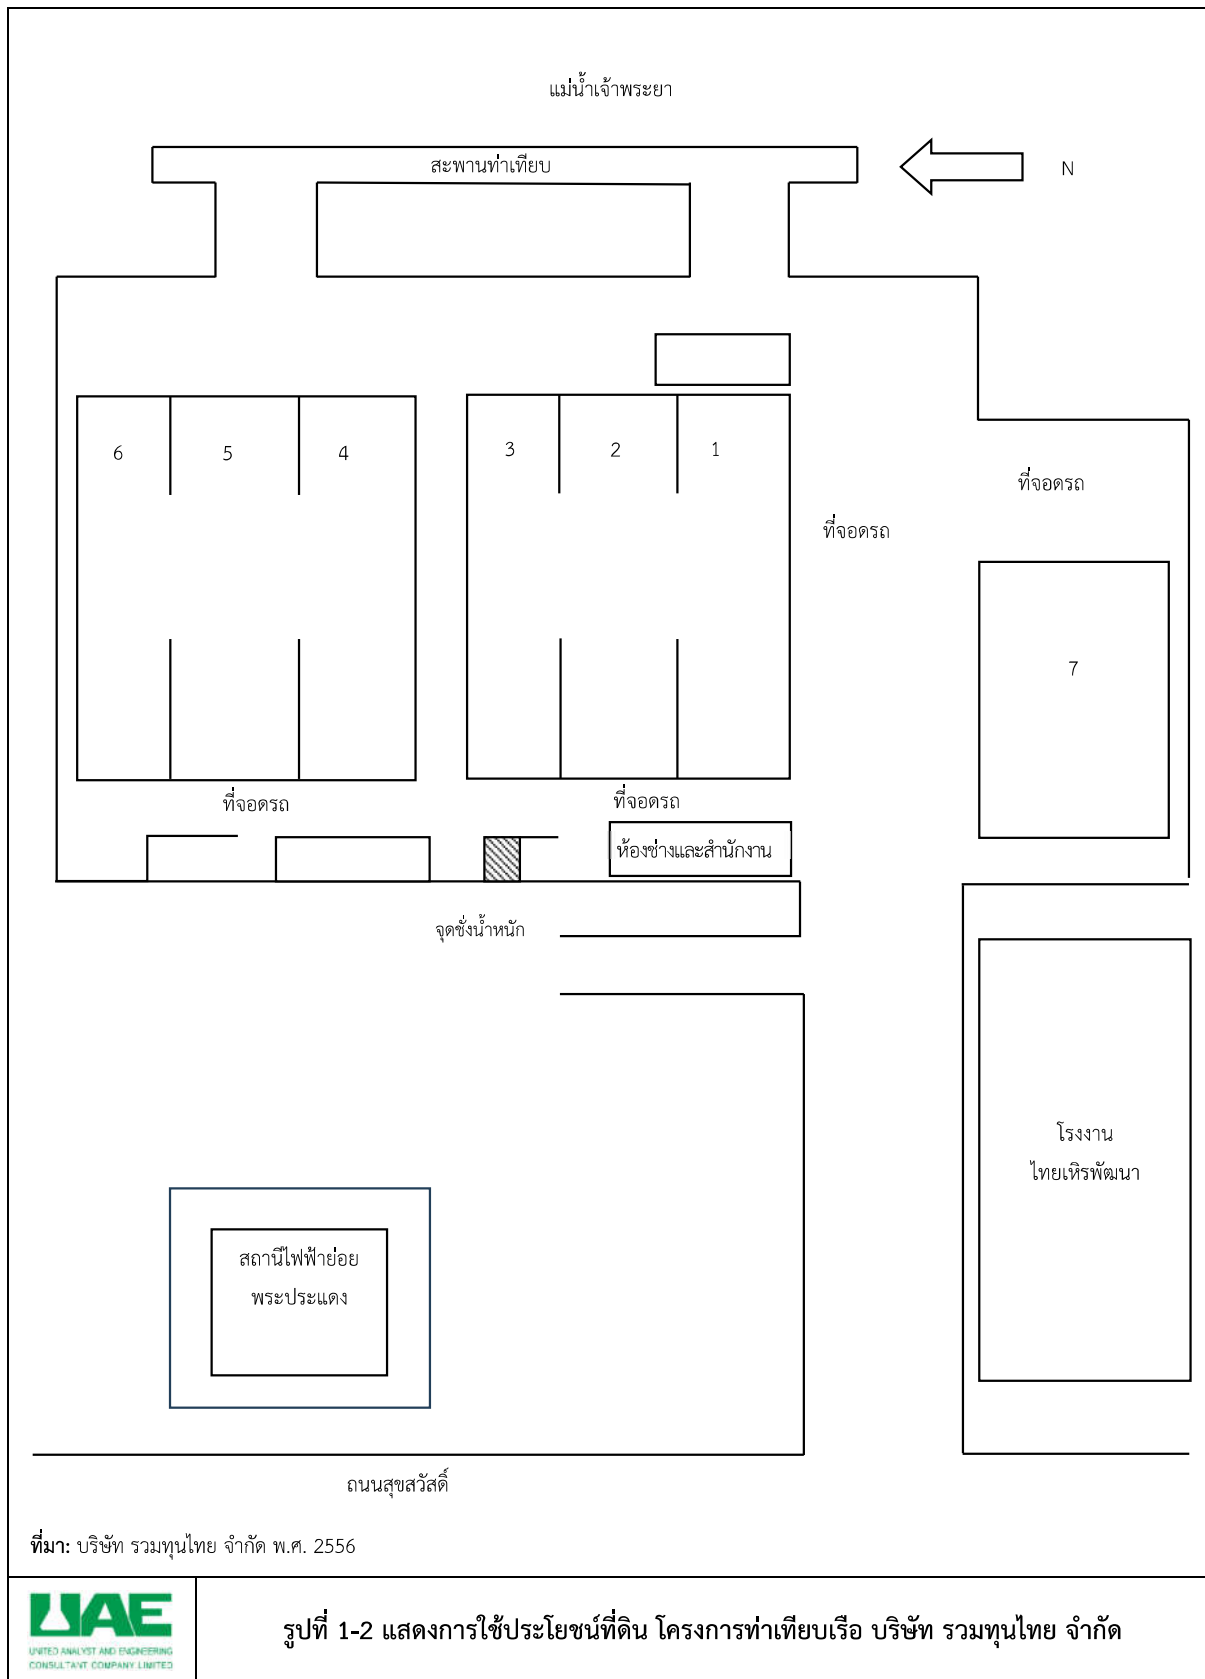 แม่น้ำเจ้าพระยา
สะพานท่าเทียบ
N
6
5
4
3
2
1
ที่จอดรถ
ที่จอดรถ
7
ที่จอดรถ
ที่จอดรถ
ห้องช่างและสำนักงาน
จุดชั่งน้ำหนัก
โรงงาน
ไทยเหิรพัฒนา
สถานีไฟฟ้าย่อย
พระประแดง
ถนนสุขสวัสดิ์
ที่มา: บริษัท รวมทุนไทย จำกัด พ.ศ. 2556
UAE
UNITED ANALYST AND ENGINEERING
CONSULTANT COMPANY LIMITED
รูปที่ 1-2 แสดงการใช้ประโยชน์ที่ดิน โครงการท่าเทียบเรือ บริษัท รวมทุนไทย จำกัด